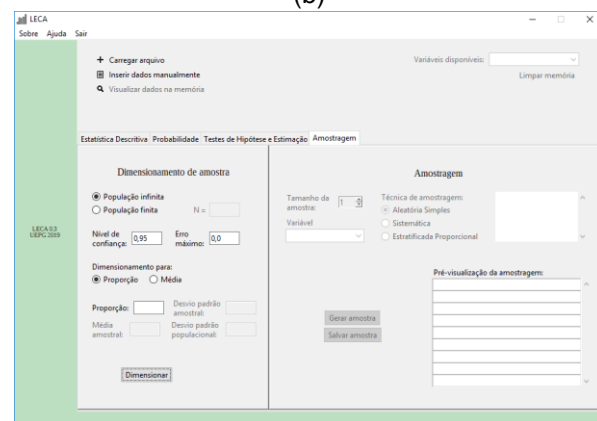 (b)
LECA
Sobre Ajuda Sair
Carregar arquivo
Inserir dados manualmente
Visualizar dados na memória
Variáveis disponíveis:
Limpar memória
Estatística Descritiva Probabilidade Testes de Hipótese e Estimação Amostragem
LECA 0.3
UEPG 2019
Dimensionamento de amostra
População infinita
População finita N =
Nível de confiança: 0,95 Erro máximo: 0,0
Dimensionamento para:
Proporção Média
Proporção: Desvio padrão amostral:
Média amostral: Desvio padrão populacional:
Dimensionar
Amostragem
Tamanho da amostra: 1
Variável
Técnica de amostragem:
Aleatória Simples
Sistemática
Estratificada Proporcional
Pré-visualização da amostragem:
Gerar amostra
Salvar amostra